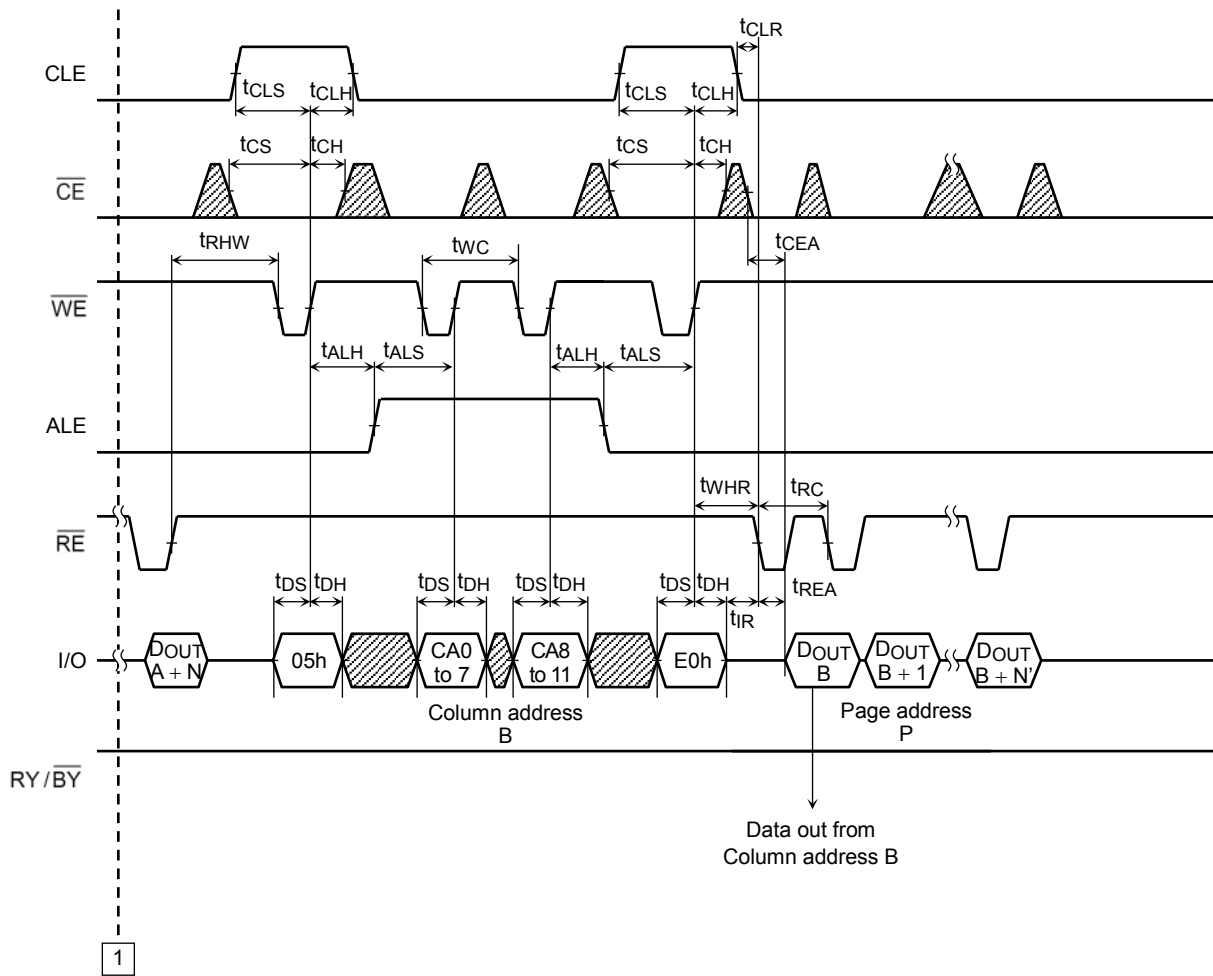 tCLR
CLE
tCLS tCLH tCLS tCLH
tCS tCH tCS tCH
CE
tRHW tWC tCEA
WE
tALH tALS tALH tALS
ALE
tWHR tRC
RE
tDS tDH tDS tDH tDS tDH tDS tDH tREA
tIR
I/O
DOUT
A + N
05h
CA0
to 7
CA8
to 11
E0h
DOUT
B
DOUT
B + 1
DOUT
B + N’
Column address
B
Page address
P
RY / BY
Data out from
Column address B
1